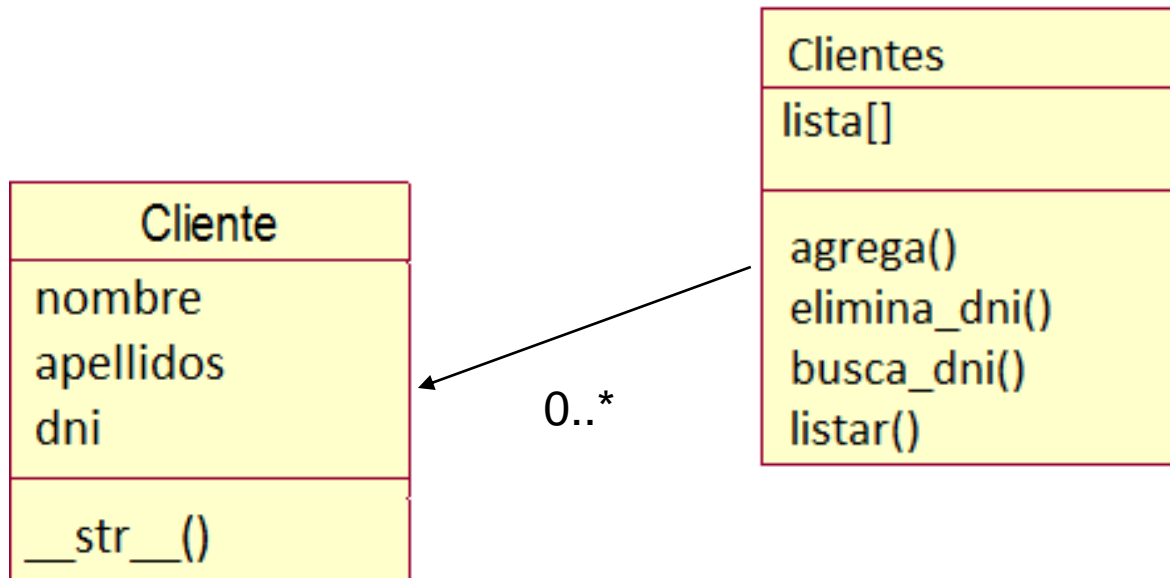 Cliente
nombre
apellidos
dni
__str__()
0..*
Clientes
lista[]
agrega()
elimina_dni()
busca_dni()
listar()